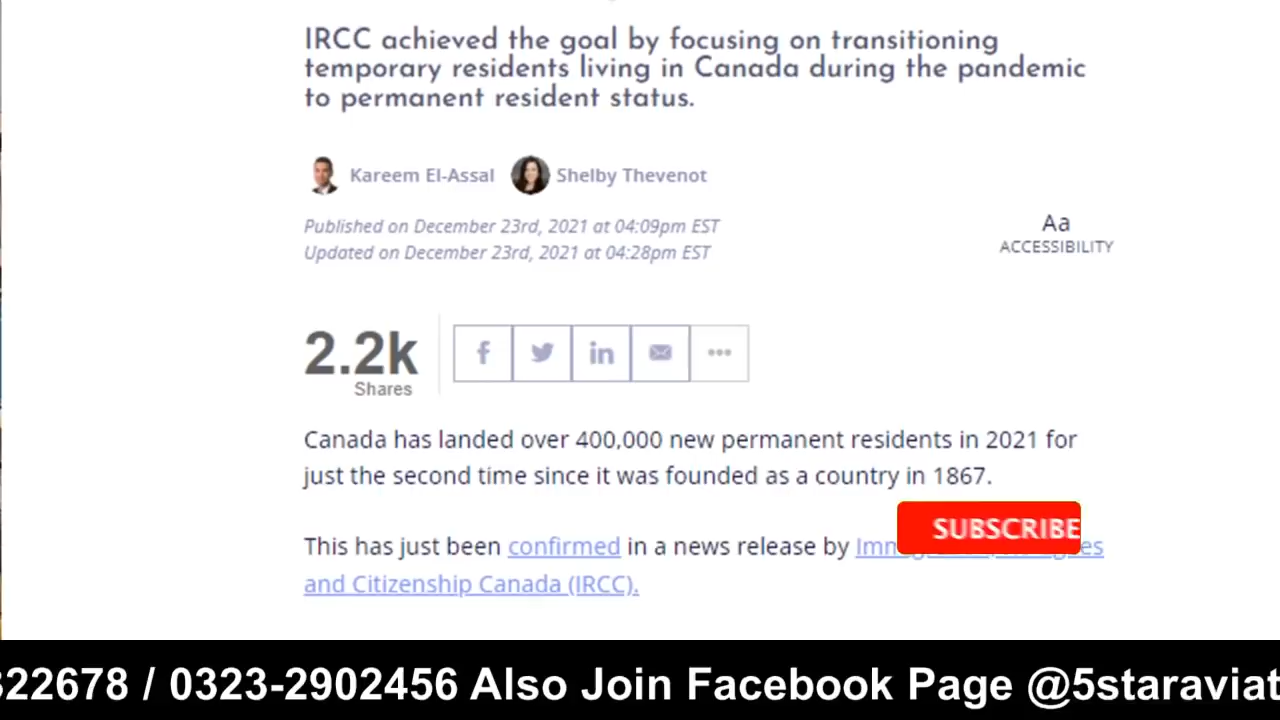 IRCC achieved the goal by focusing on transitioning
temporary residents living in Canada during the pandemic
to permanent resident status.
Kareem El-Assal Shelby Thevenot
Published on December 23rd, 2021 at 04:09pm EST
Updated on December 23rd, 2021 at 04:28pm EST
Aa
ACCESSIBILITY
2.2k
Shares
Canada has landed over 400,000 new permanent residents in 2021 for
just the second time since it was founded as a country in 1867.
SUBSCRIBE
This has just been confirmed in a news release by
and Citizenship Canada (IRCC).
322678 / 0323-2902456 Also Join Facebook Page @5staraviat